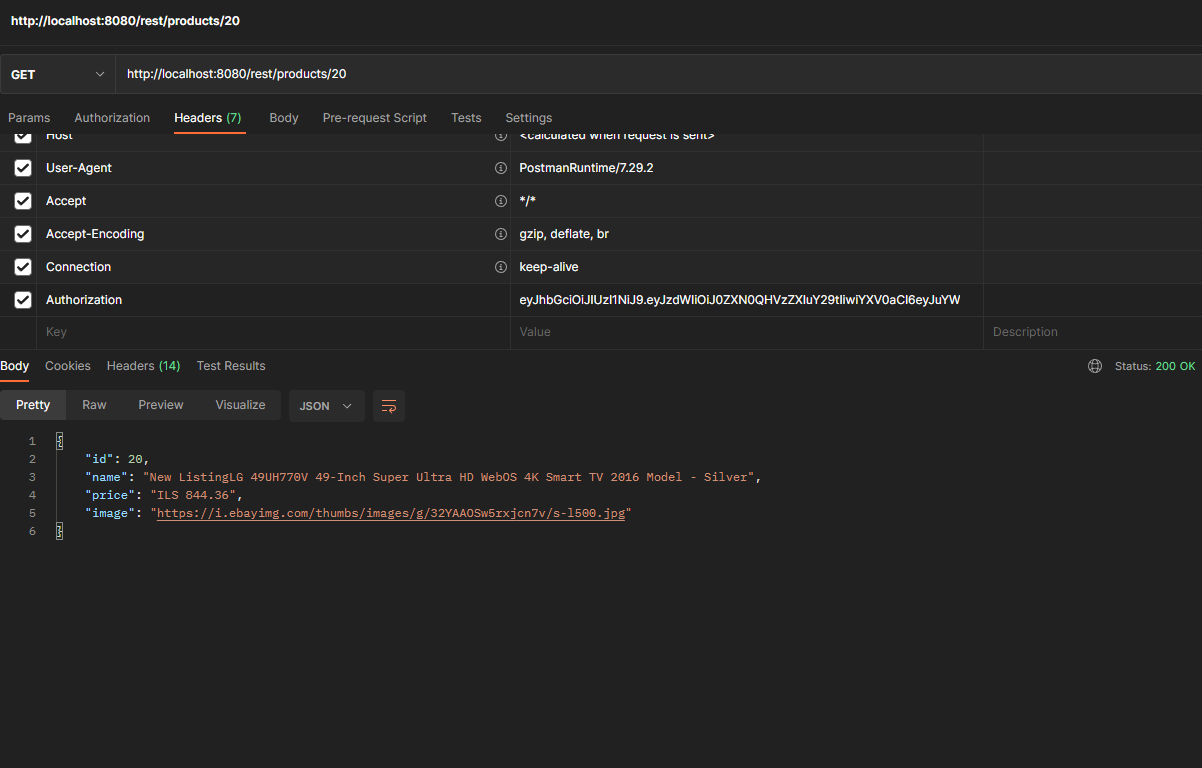 http://localhost:8080/rest/products/20
GET http://localhost:8080/rest/products/20
Params Authorization Headers (7) Body Pre-request Script Tests Settings
Host <calculated when request is sent>
User-Agent PostmanRuntime/7.29.2
Accept */*
Accept-Encoding gzip, deflate, br
Connection keep-alive
Authorization eyJhbGciOiJIUzI1NiJ9.eyJzdWIiOiJ0ZXN0QHVzZXIuY29tIiwiYXV0aCI6eyJuYW
Key Value Description
Body Cookies Headers (14) Test Results Status: 200 OK
Pretty Raw Preview Visualize JSON
1 {
2 "id": 20,
3 "name": "New ListingLG 49UH770V 49-Inch Super Ultra HD WebOS 4K Smart TV 2016 Model - Silver",
4 "price": "ILS 844.36",
5 "image": "https://i.ebayimg.com/thumbs/images/g/32YAAOSw5rxjcn7v/s-l500.jpg"
6 }